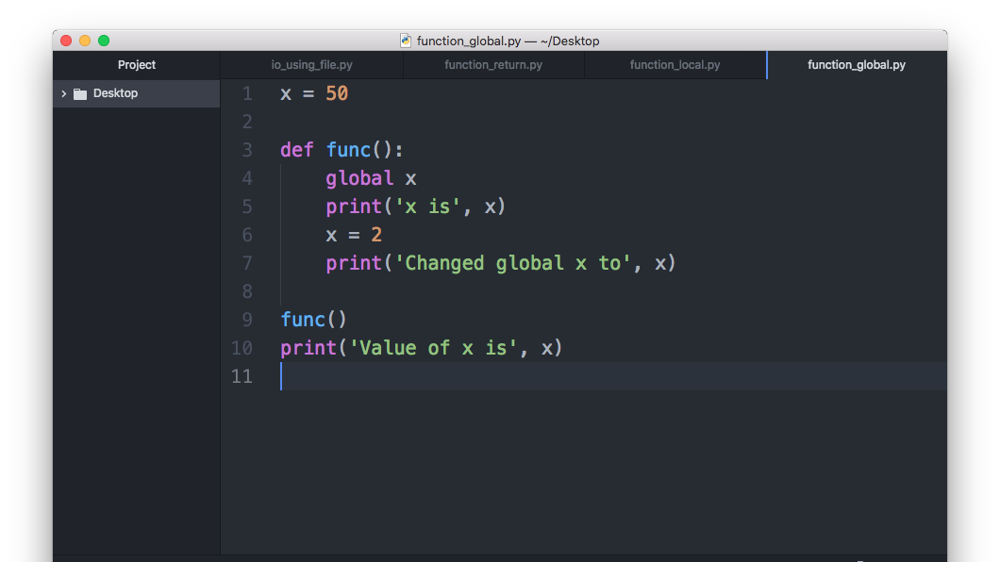 function_global.py — ~/Desktop
Project
io_using_file.py
function_return.py
function_local.py
function_global.py
Desktop
1 x = 50
2
3 def func():
4     global x
5     print('x is', x)
6     x = 2
7     print('Changed global x to', x)
8
9 func()
10 print('Value of x is', x)
11